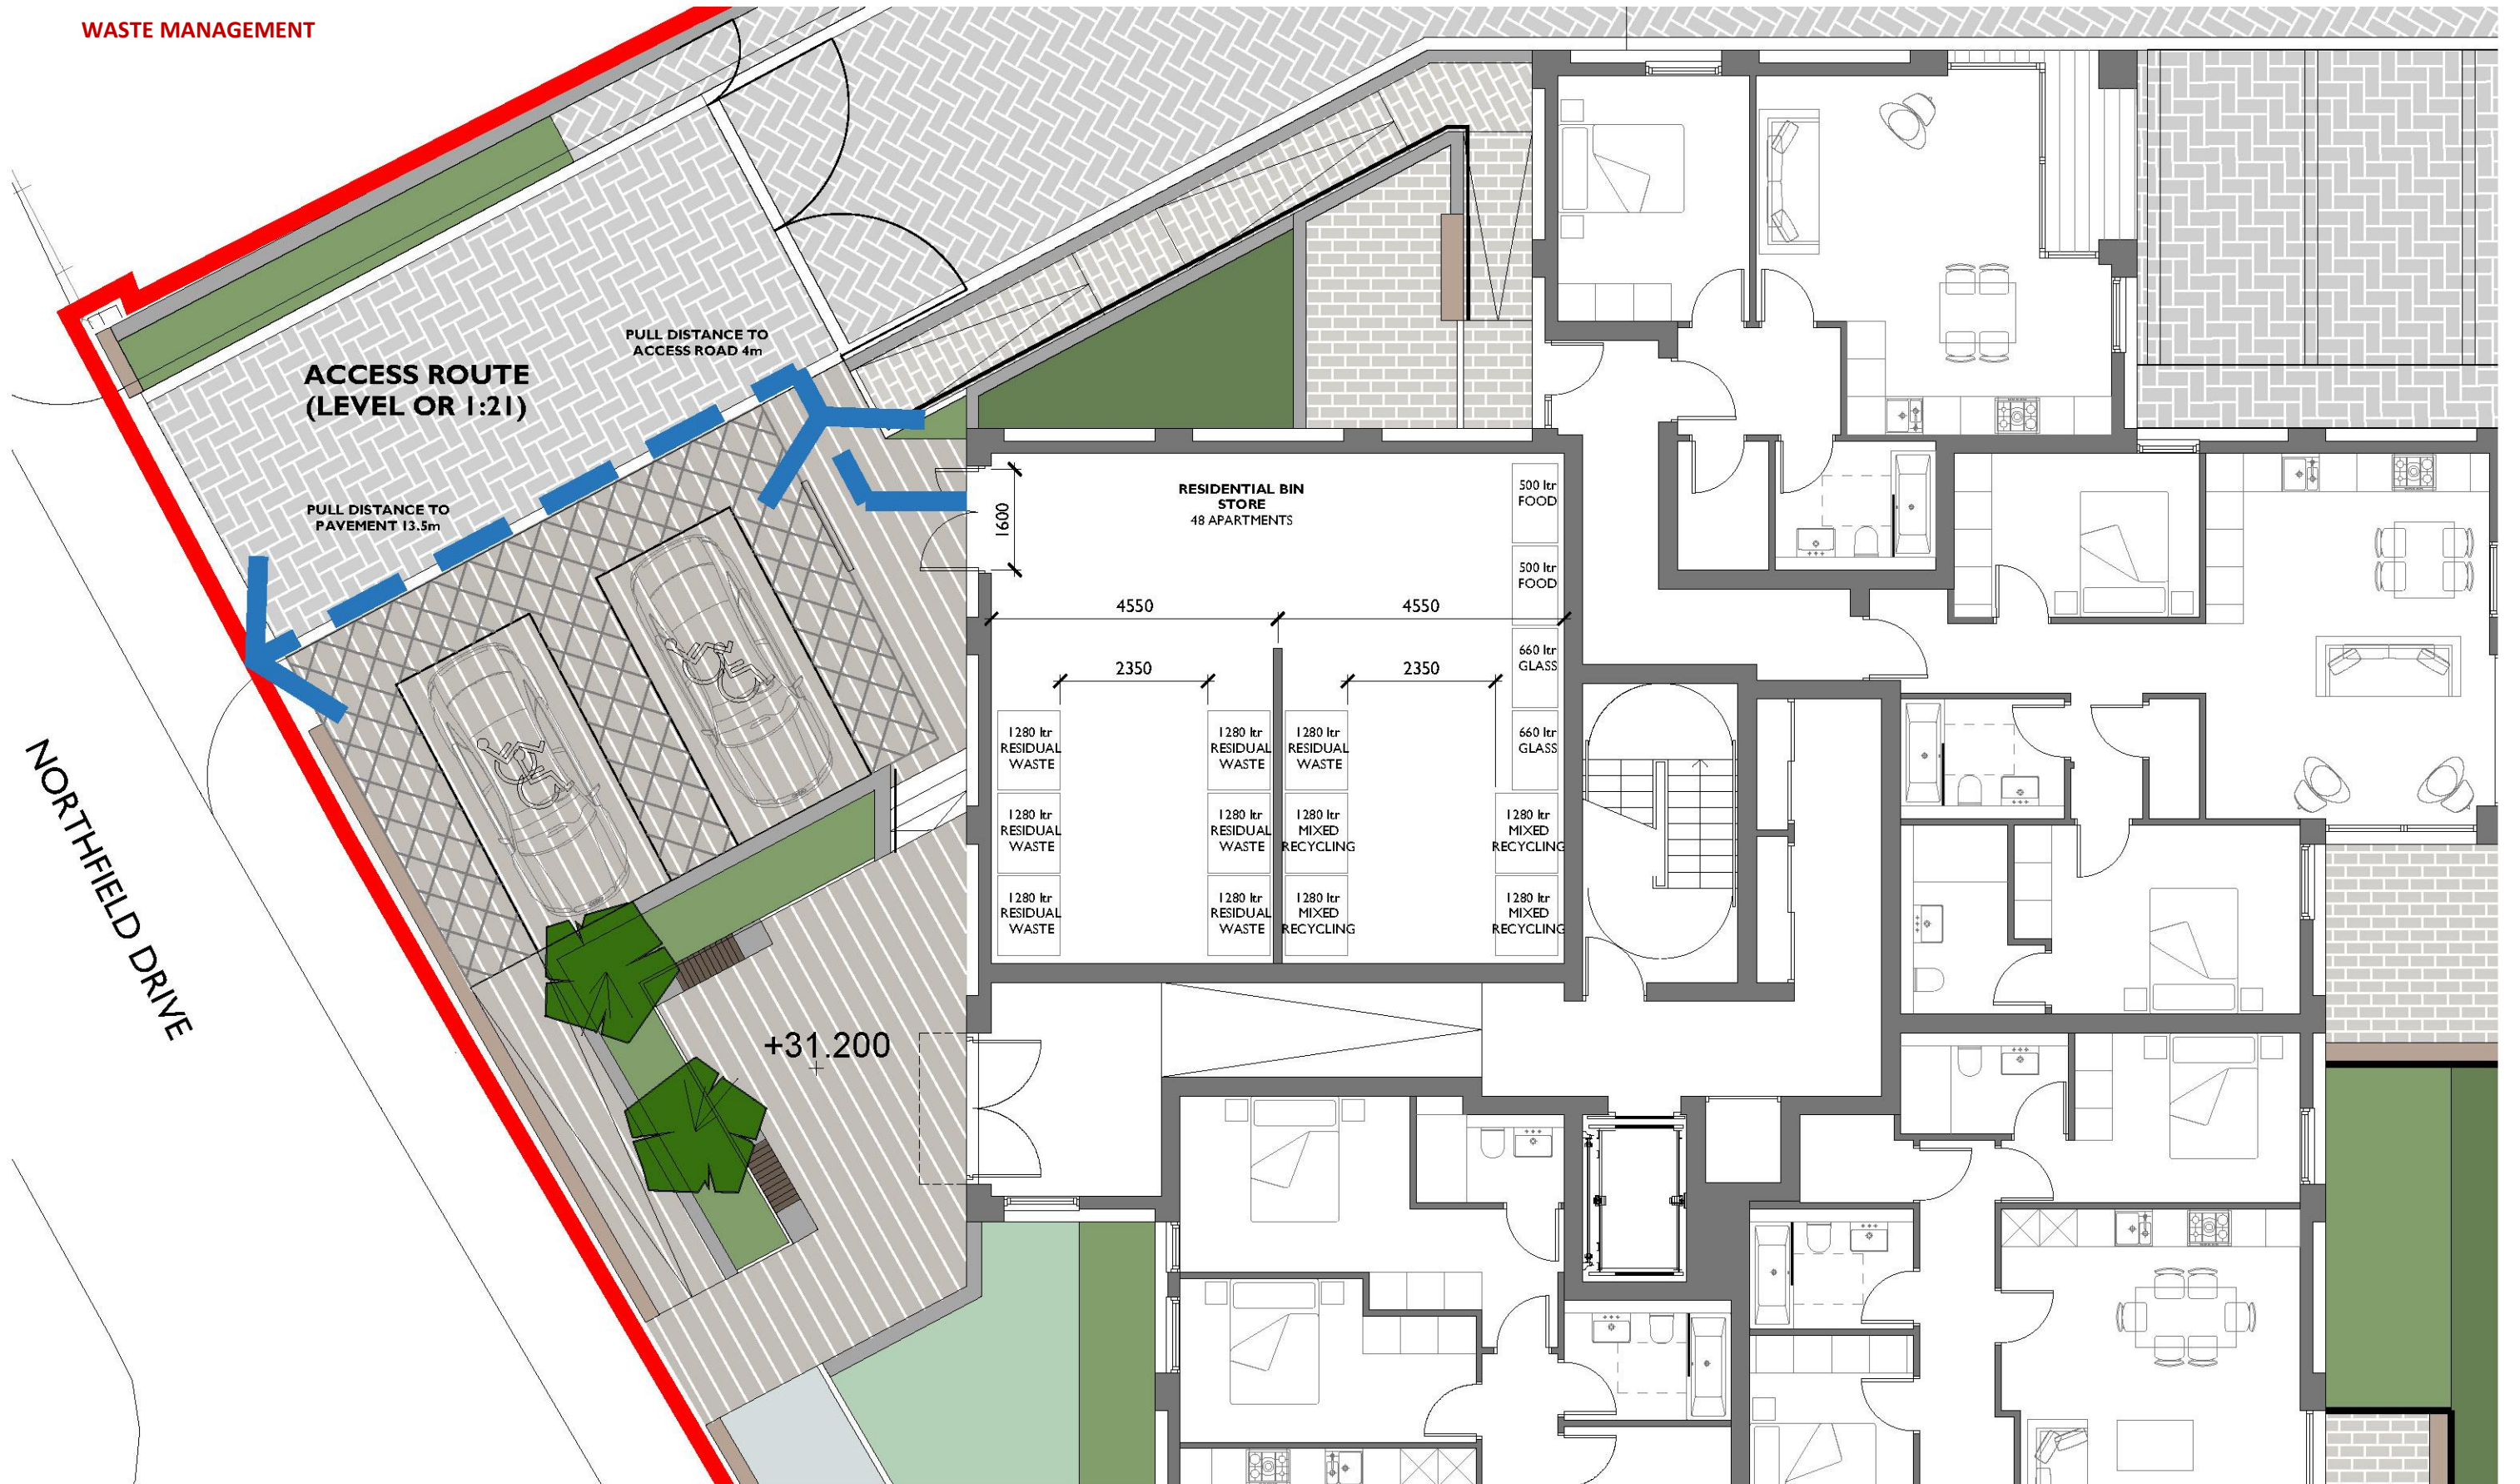 WASTE MANAGEMENT
PULL DISTANCE TO
ACCESS ROAD 4m
ACCESS ROUTE
(LEVEL OR 1:21)
PULL DISTANCE TO
PAVEMENT 13.5m
RESIDENTIAL BIN
STORE
48 APARTMENTS
1600
500 ltr
FOOD
500 ltr
FOOD
4550
4550
660 ltr
GLASS
2350
2350
660 ltr
GLASS
1280 ltr
RESIDUAL
WASTE
1280 ltr
RESIDUAL
WASTE
1280 ltr
RESIDUAL
WASTE
1280 ltr
RESIDUAL
WASTE
1280 ltr
RESIDUAL
WASTE
1280 ltr
MIXED
RECYCLING
1280 ltr
MIXED
RECYCLING
1280 ltr
RESIDUAL
WASTE
1280 ltr
RESIDUAL
WASTE
1280 ltr
MIXED
RECYCLING
1280 ltr
MIXED
RECYCLING
NORTHFIELD DRIVE
+31.200